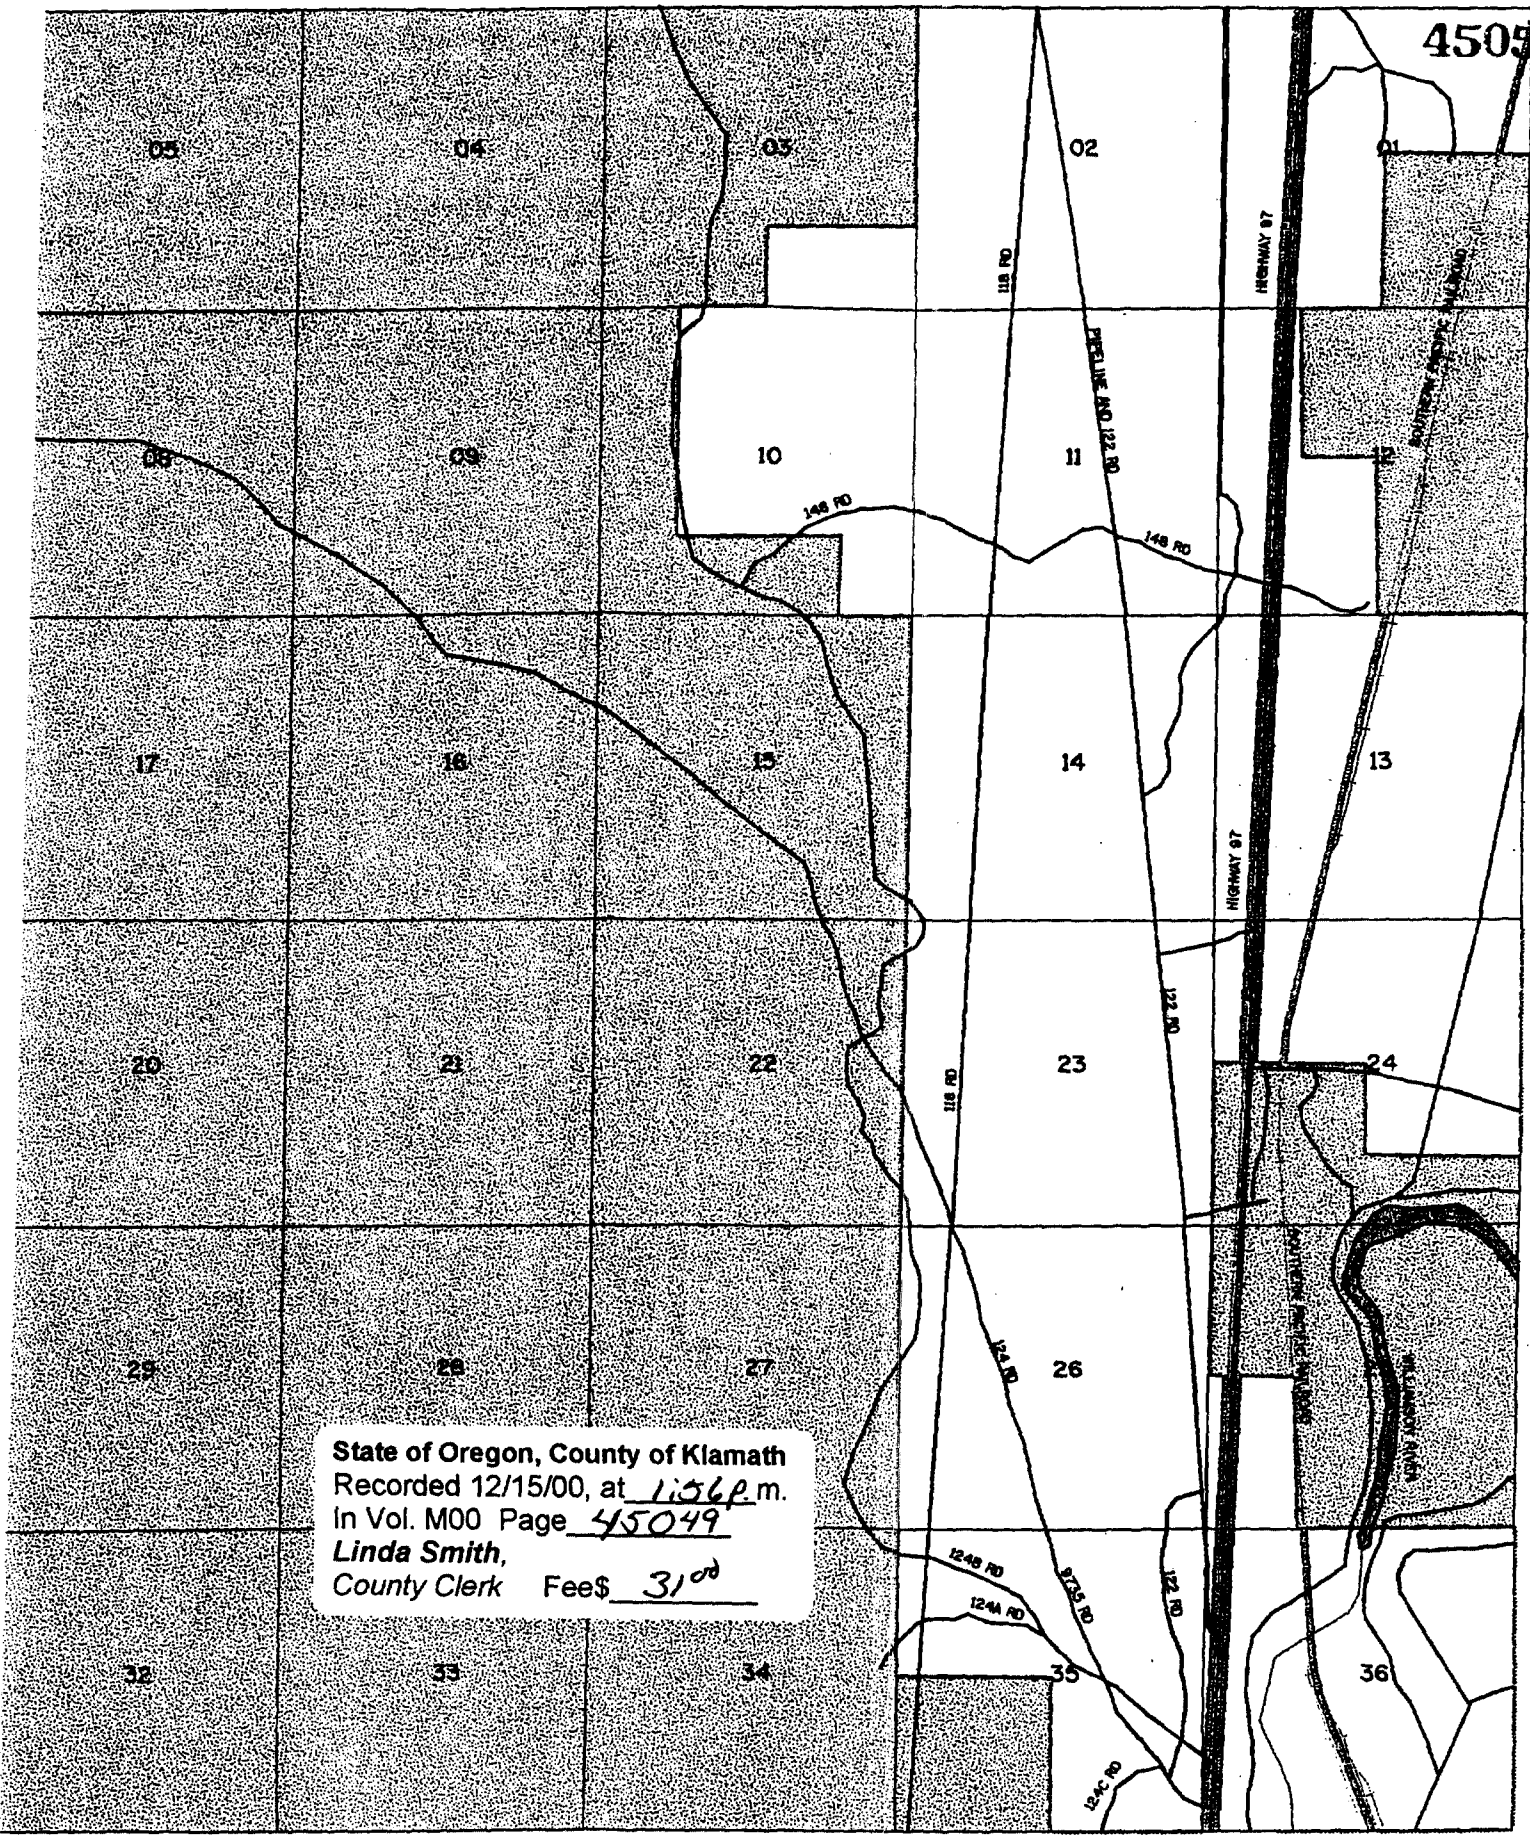 4505
05
04
03
02
01
118 RD
HIGHWAY 97
SOUTHERN PACIFIC RAILROAD
PIPELINE AND 122 RD
08
09
10
11
12
148 RD
148 RD
17
16
15
14
13
HIGHWAY 97
122 RD
20
21
22
23
24
118 RD
SOUTHERN PACIFIC RAILROAD
29
28
27
26
124 RD
WILLIAMSON RIVER
State of Oregon, County of Klamath
Recorded 12/15/00, at 1:56p.m.
In Vol. M00 Page 45049
Linda Smith,
County Clerk Fee$ 31⁰⁰
124B RD
9735 RD
122 RD
124A RD
32
33
34
35
36
124C RD